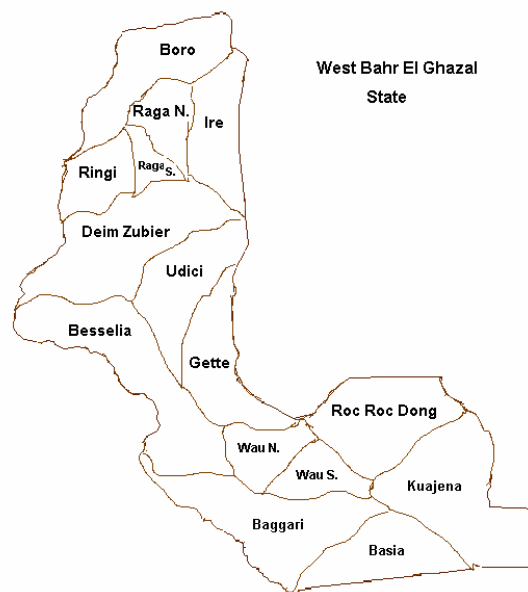 Boro
West Bahr El Ghazal
State
Raga N.
Ire
Ringi
Raga S.
Deim Zubier
Udici
Besselia
Gette
Roc Roc Dong
Wau N.
Wau S.
Kuajena
Baggari
Basia